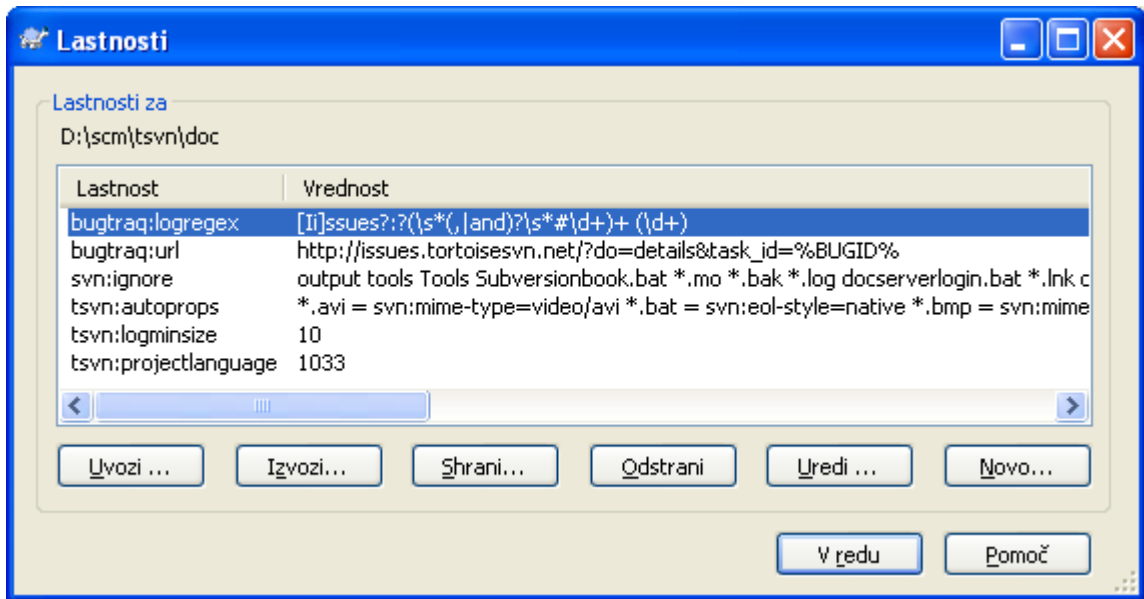 Lastnosti
Lastnosti za
D:\scm\tsvn\doc
Lastnost Vrednost
bugtraq:logregex [Ii]ssues?:?(\s*(,|and)?\s*#\d+)+ (\d+)
bugtraq:url http://issues.tortoisesvn.net/?do=details&task_id=%BUGID%
svn:ignore output tools Tools Subversionbook.bat *.mo *.bak *.log docserverlogin.bat *.lnk c
tsvn:autoprops *.avi = svn:mime-type=video/avi *.bat = svn:eol-style=native *.bmp = svn:mime
tsvn:logminsize 10
tsvn:projectlanguage 1033
Uvozi ... Izvozi... Shrani... Odstrani Uredi ... Novo...
V redu Pomoč